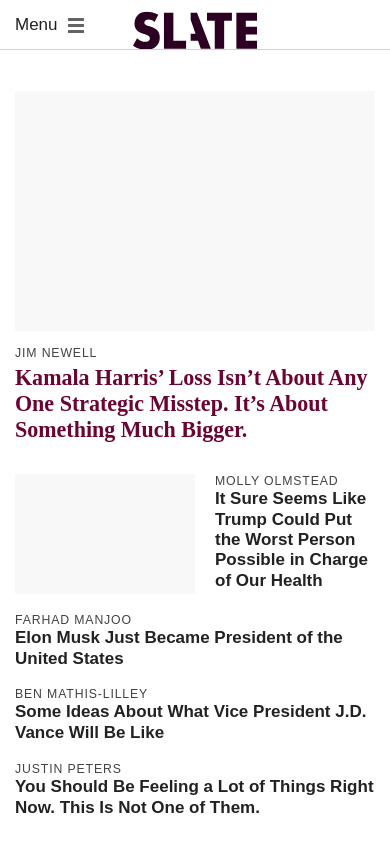 Menu
SLATE
JIM NEWELL
Kamala Harris’ Loss Isn’t About Any
One Strategic Misstep. It’s About
Something Much Bigger.
MOLLY OLMSTEAD
It Sure Seems Like
Trump Could Put
the Worst Person
Possible in Charge
of Our Health
FARHAD MANJOO
Elon Musk Just Became President of the
United States
BEN MATHIS-LILLEY
Some Ideas About What Vice President J.D.
Vance Will Be Like
JUSTIN PETERS
You Should Be Feeling a Lot of Things Right
Now. This Is Not One of Them.